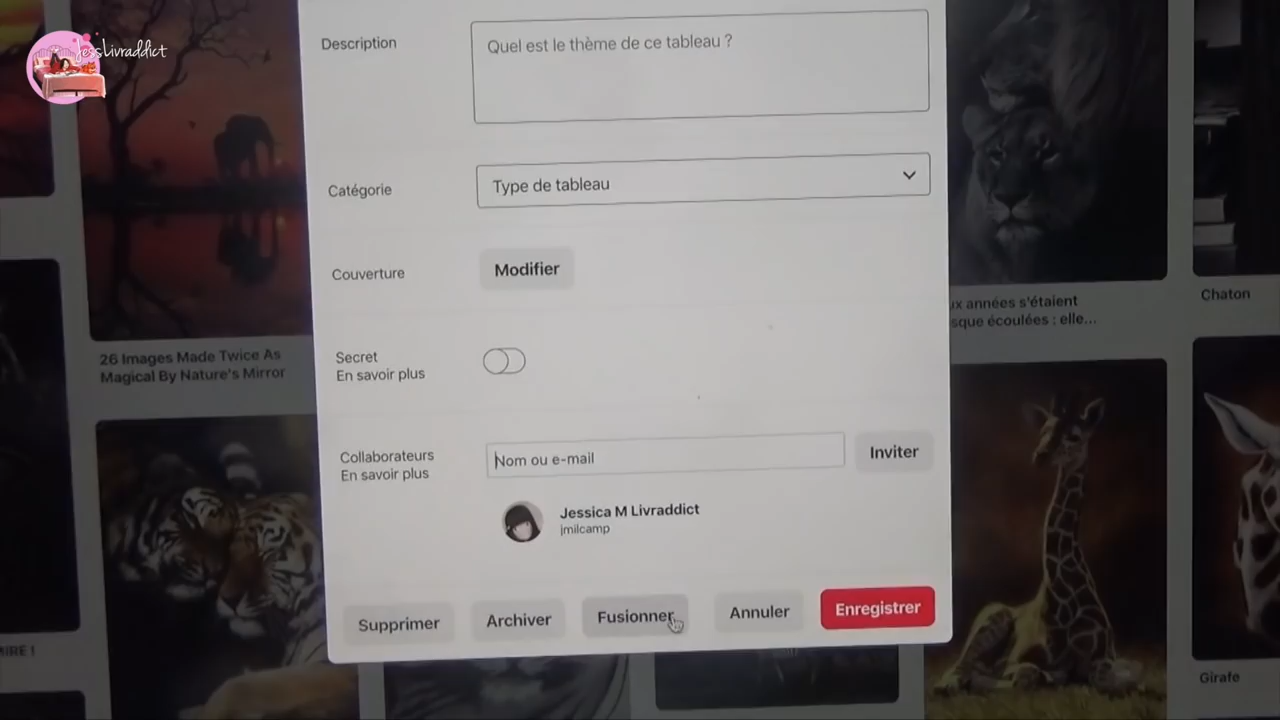 JessLivraddict
Description
Quel est le thème de ce tableau ?
Catégorie
Type de tableau
Couverture
Modifier
Secret
En savoir plus
Collaborateurs
En savoir plus
Nom ou e-mail
Inviter
Jessica M Livraddict
jmilcamp
Supprimer
Archiver
Fusionner
Annuler
Enregistrer
26 Images Made Twice As
Magical By Nature's Mirror
ux années s'étaient
sque écoulées : elle...
Chaton
Girafe
MIRE !